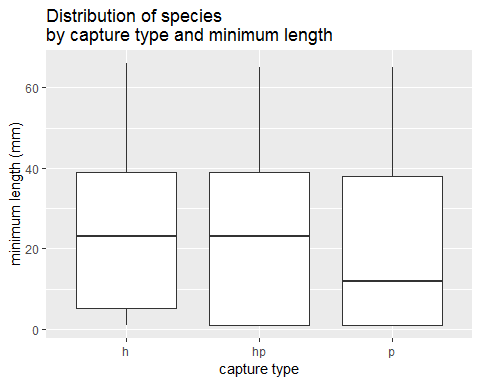 Distribution of species
by capture type and minimum length
minimum length (mm)
60
40
20
0
h
hp
p
capture type